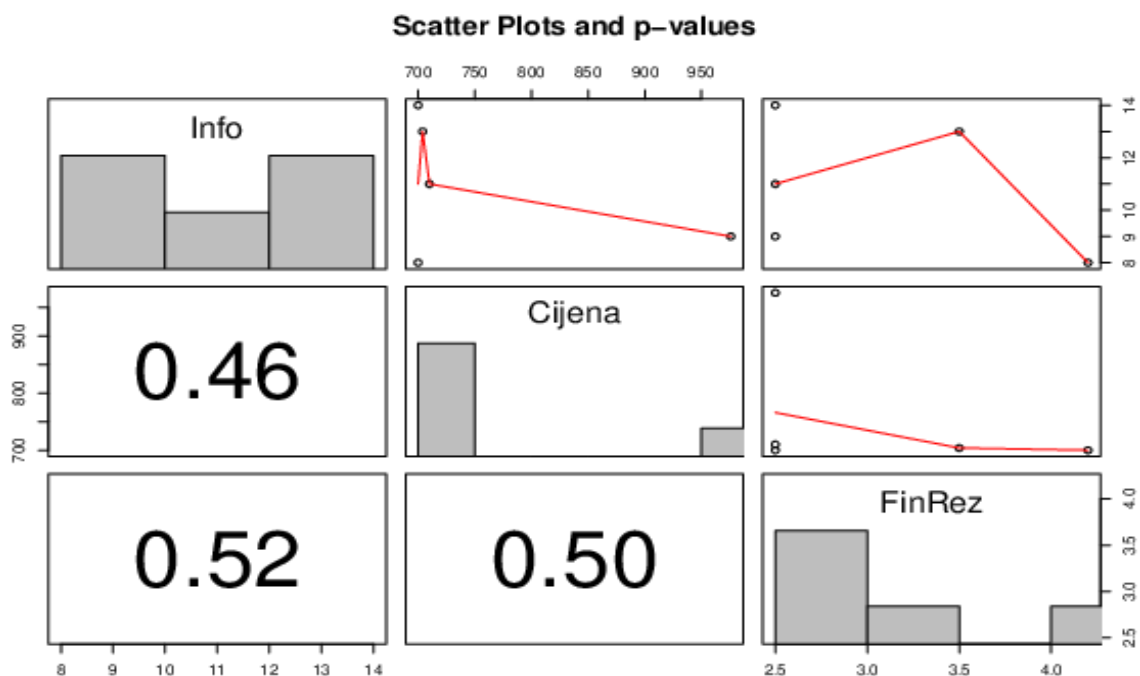 Scatter Plots and p−values
700 750 800 850 900 950
Info
8 9 10 12 14
700 800 900
0.46
Cijena
0.52
0.50
FinRez
2.5 3.0 3.5 4.0
8 9 10 11 12 13 14
2.5 3.0 3.5 4.0